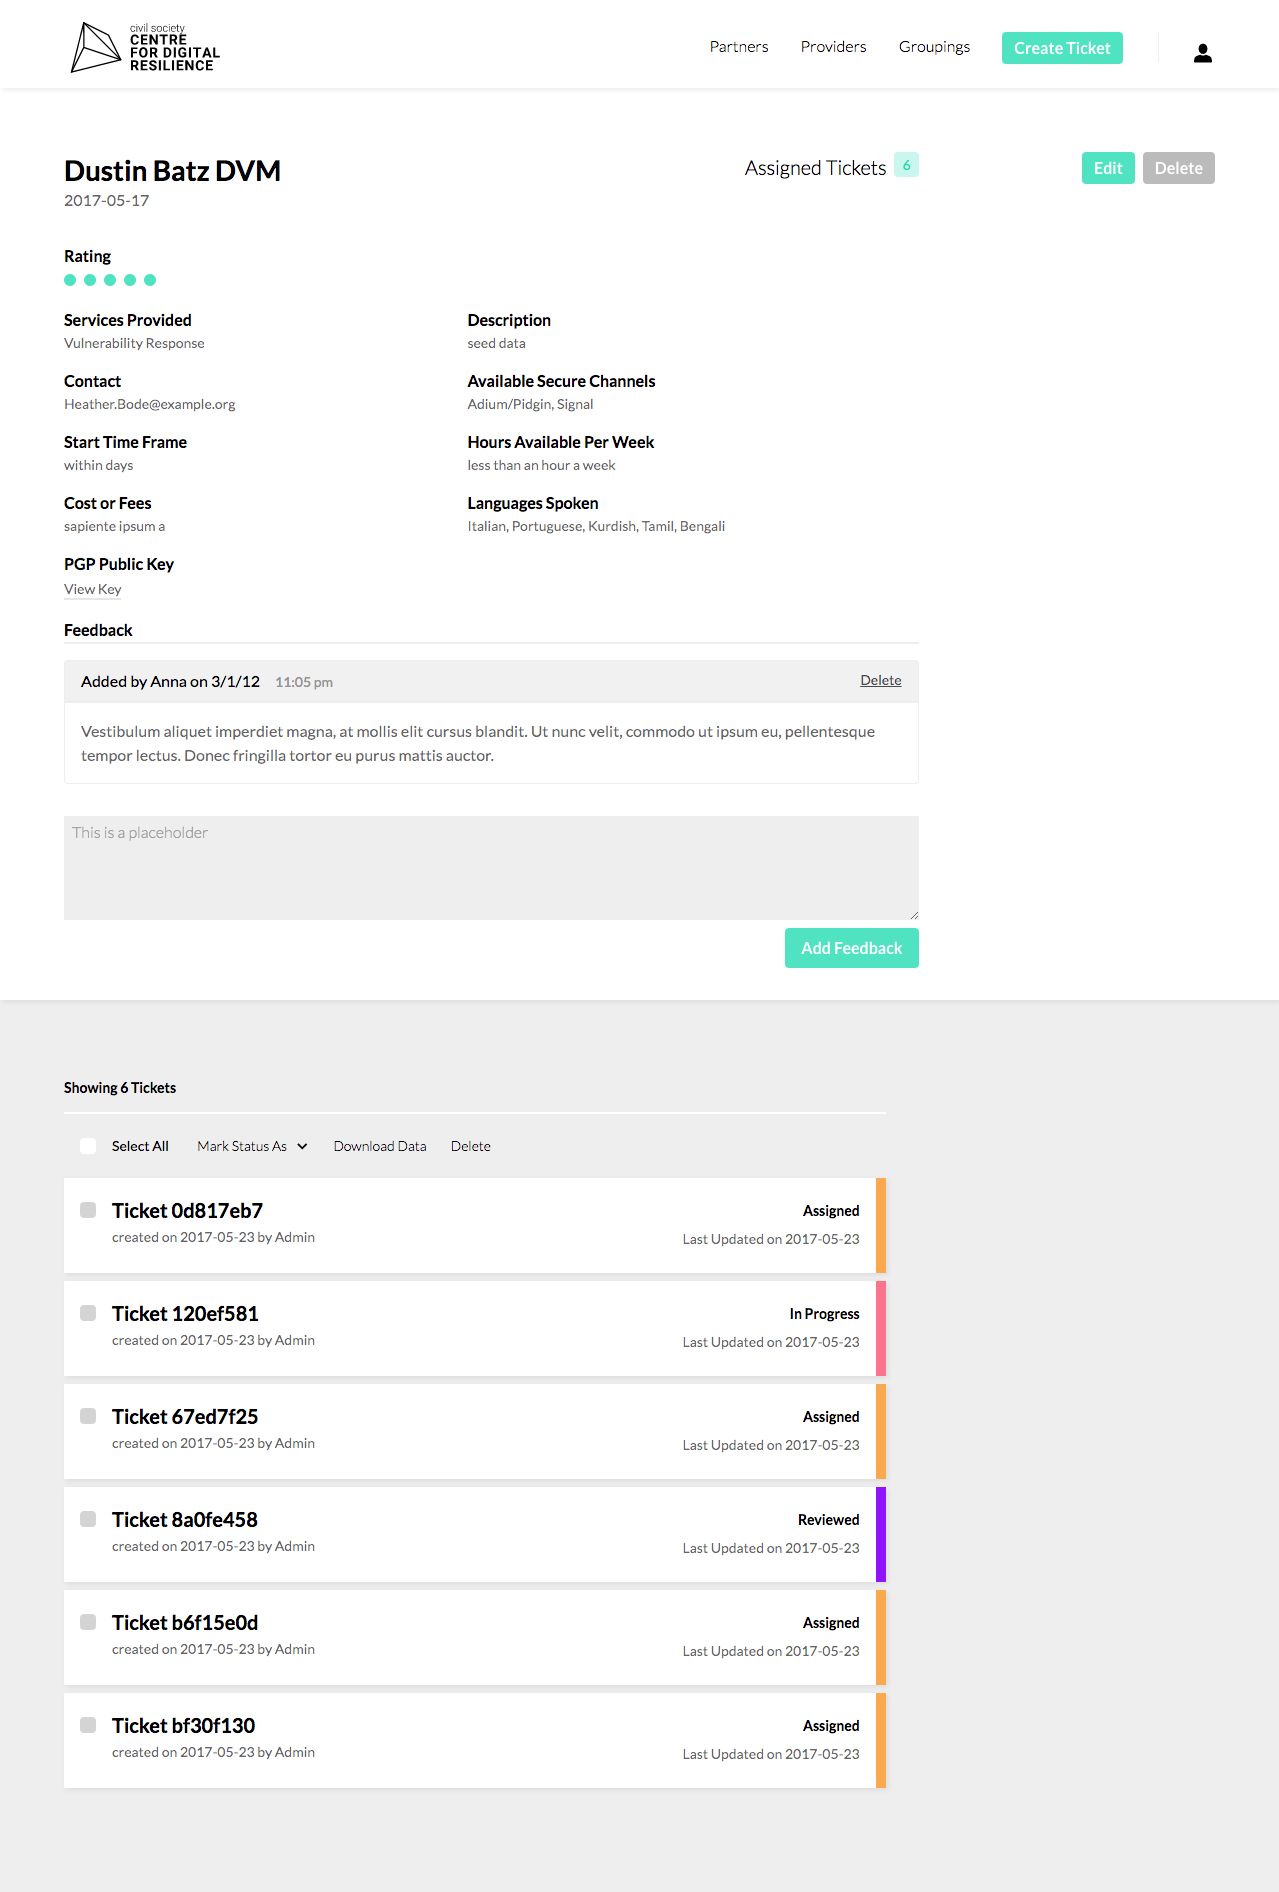 civil society
CENTRE
FOR DIGITAL
RESILIENCE
Partners
Providers
Groupings
Create Ticket
Dustin Batz DVM
2017-05-17
Assigned Tickets 6
Edit
Delete
Rating
Services Provided
Vulnerability Response
Description
seed data
Contact
Heather.Bode@example.org
Available Secure Channels
Adium/Pidgin, Signal
Start Time Frame
within days
Hours Available Per Week
less than an hour a week
Cost or Fees
sapiente ipsum a
Languages Spoken
Italian, Portuguese, Kurdish, Tamil, Bengali
PGP Public Key
View Key
Feedback
Added by Anna on 3/1/12 11:05 pm
Delete
Vestibulum aliquet imperdiet magna, at mollis elit cursus blandit. Ut nunc velit, commodo ut ipsum eu, pellentesque
tempor lectus. Donec fringilla tortor eu purus mattis auctor.
This is a placeholder
Add Feedback
Showing 6 Tickets
Select All
Mark Status As
Download Data
Delete
Ticket 0d817eb7
created on 2017-05-23 by Admin
Assigned
Last Updated on 2017-05-23
Ticket 120ef581
created on 2017-05-23 by Admin
In Progress
Last Updated on 2017-05-23
Ticket 67ed7f25
created on 2017-05-23 by Admin
Assigned
Last Updated on 2017-05-23
Ticket 8a0fe458
created on 2017-05-23 by Admin
Reviewed
Last Updated on 2017-05-23
Ticket b6f15e0d
created on 2017-05-23 by Admin
Assigned
Last Updated on 2017-05-23
Ticket bf30f130
created on 2017-05-23 by Admin
Assigned
Last Updated on 2017-05-23